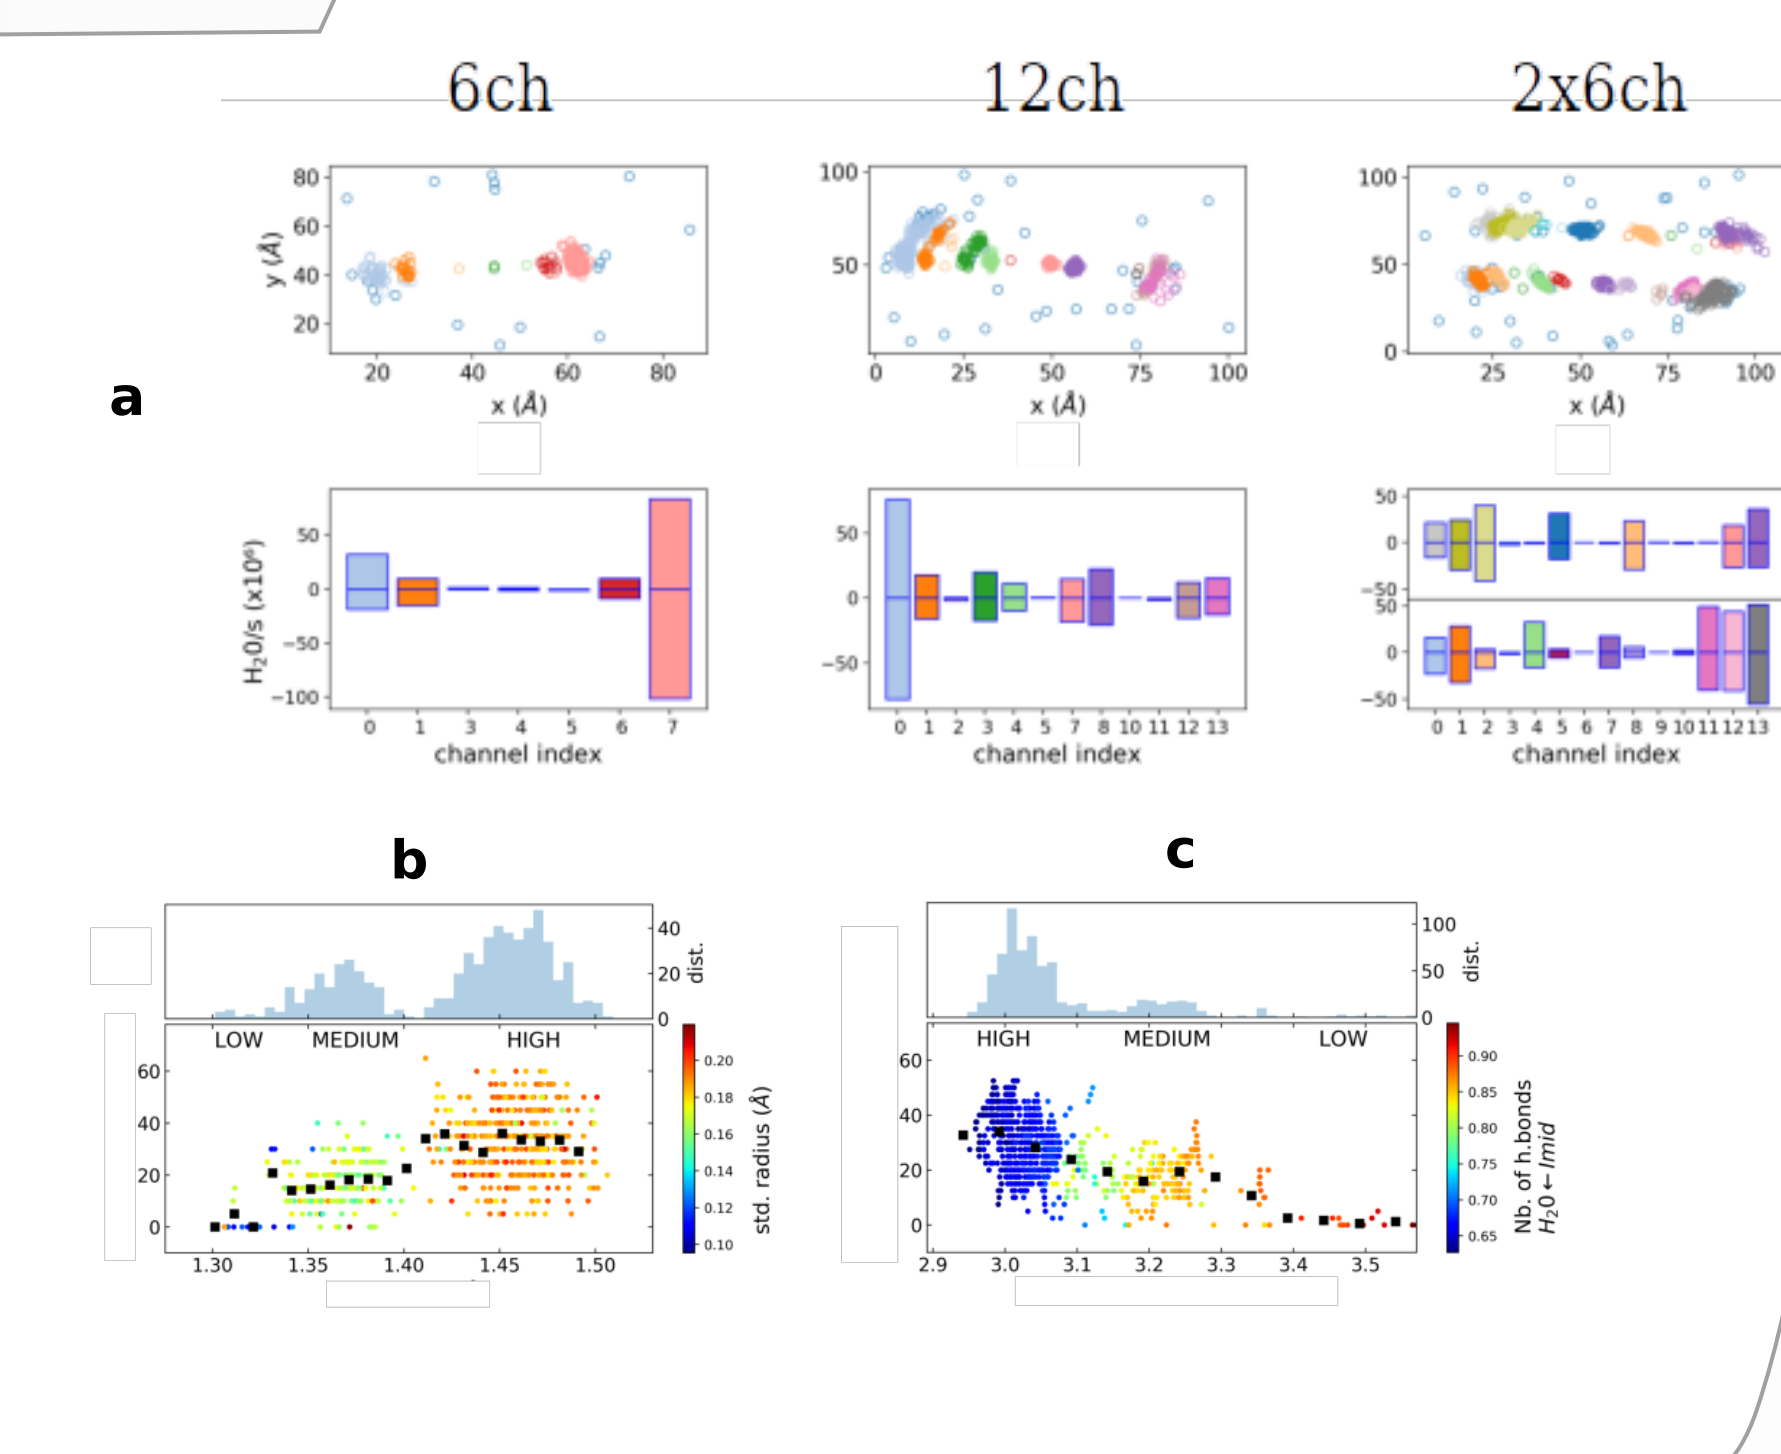 6ch
12ch
2x6ch
a
y (Å)
80
60
40
20
20 40 60 80
x (Å)
100
50
0 25 50 75 100
x (Å)
100
50
0
25 50 75 100
x (Å)
H₂0/s (x10⁶)
50
0
−50
−100
0 1 3 4 5 6 7
channel index
50
0
−50
0 1 2 3 4 5 7 8 10 11 12 13
channel index
50
0
−50
50
0
−50
0 1 2 3 4 5 6 7 8 9 10 11 12 13
channel index
b
40
20
0
dist.
LOW MEDIUM HIGH
60
40
20
0
1.30 1.35 1.40 1.45 1.50
0.20
0.18
0.16
0.14
0.12
0.10
std. radius (Å)
c
100
50
0
dist.
HIGH MEDIUM LOW
60
40
20
0
2.9 3.0 3.1 3.2 3.3 3.4 3.5
0.90
0.85
0.80
0.75
0.70
0.65
Nb. of h.bonds
H₂0 ← Imid